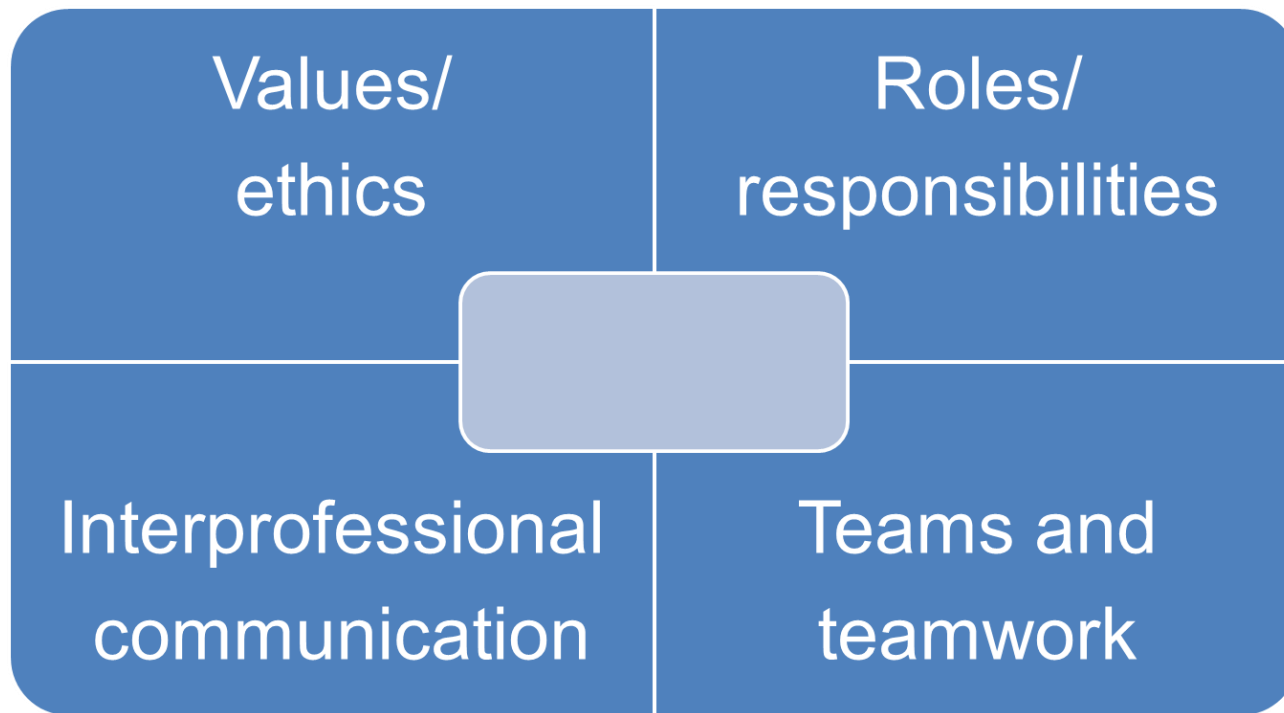 Values/
ethics
Roles/
responsibilities
Interprofessional
communication
Teams and
teamwork